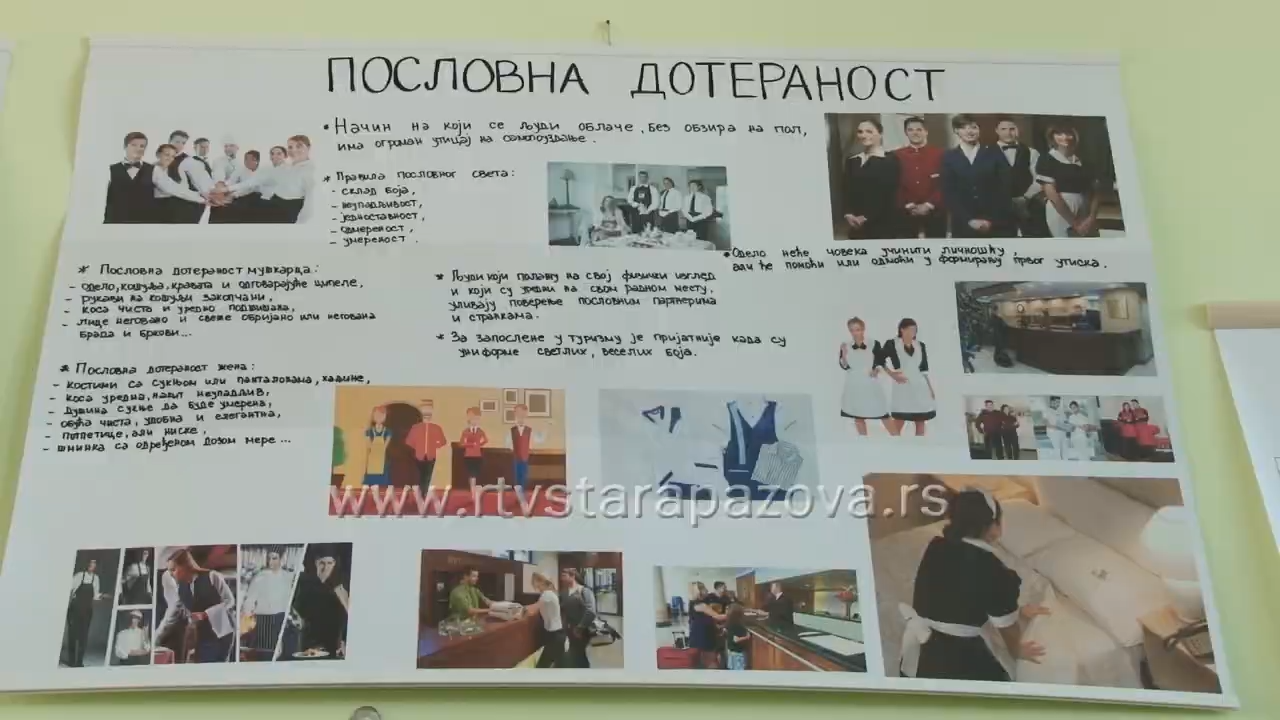 ПОСЛОВНА ДОТЕРАНОСТ
• Начин на који се људи облаче, без обзира на пол,
има огроман утицај на самопоуздање.
* Правила пословног света:
- склад боја,
- неупадљивост,
- једноставност,
- одмереност,
- умереност.
• Одело неће човека учинити личношћу,
али ће помоћи или одмоћи у формирању првог утиска.
* Пословна дотераност мушкарца:
- одело, кошуља, кравата и одговарајуће ципеле,
- рукави на кошуљи закопчани,
- коса чиста и уредно подшишана,
- лице неговано и свеже обријано или негована
брада и бркови...
* Људи који полажу на свој физички изглед
и који су уредни на свом радном месту,
уливају поверење пословним партнерима
и странкама.
* За запослене у туризму је пријатније када су
униформе светлих, веселих боја.
* Пословна дотераност жена:
- костими са сукњом или панталонама, хаљине,
- коса уредна, накит неупадљив,
- дужина сукње да буде умерена,
- обућа чиста, удобна и елегантна,
- потпетице, али ниске,
- шминка са одређеном дозом мере...
www.rtvstarapazova.rs